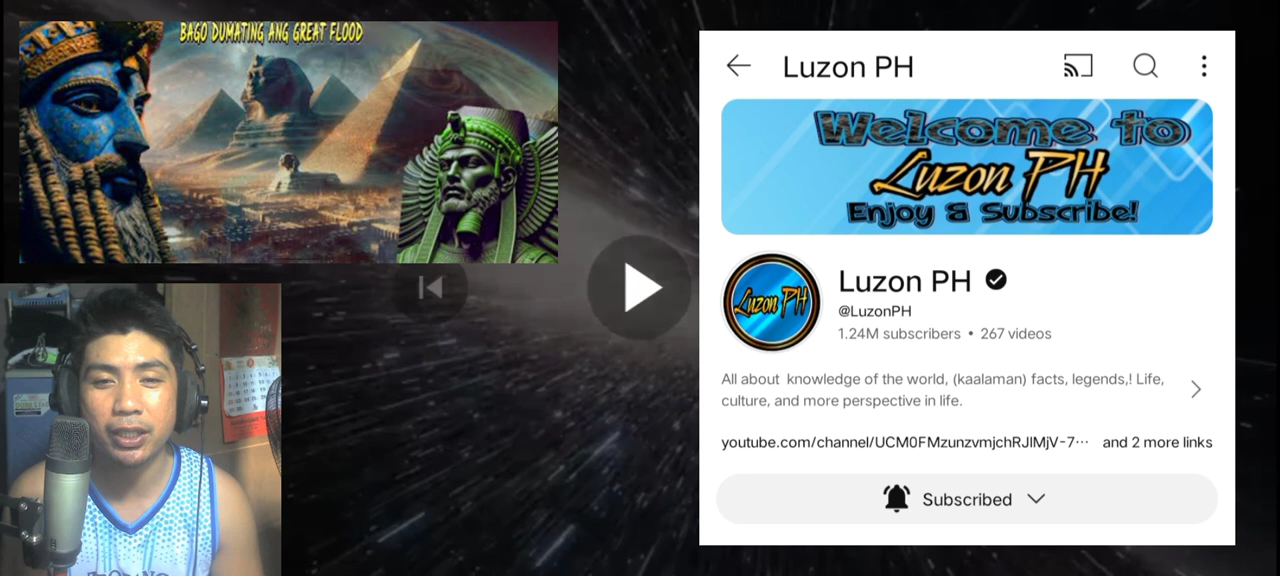 BAGO DUMATING ANG GREAT FLOOD
Luzon PH
Welcome to
Luzon PH
Enjoy & Subscribe!
Luzon PH
Luzon PH
@LuzonPH
1.24M subscribers • 267 videos
All about knowledge of the world, (kaalaman) facts, legends,! Life,
culture, and more perspective in life.
youtube.com/channel/UCM0FMzunzvmjchRJlMjV-7… and 2 more links
Subscribed